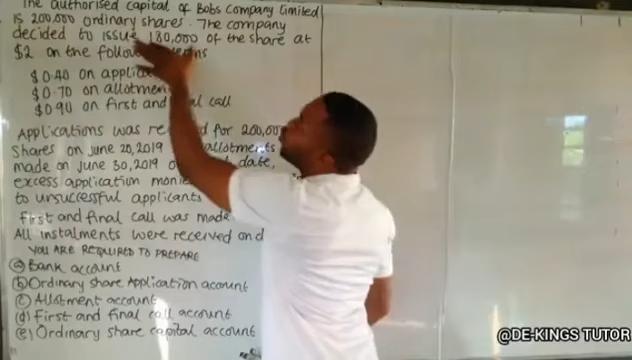 The authorised capital of Bobs Company Limited
is 200,000 ordinary shares. The company
decided to issue 180,000 of the share at
$2 on the
$0.40 on
$0.70 on
$0.90 on first and call
Applications was for 200,000
shares on june 20,2019 allotments
made on june 30,2019 date,
excess application
to unsuccessful applicants
first and final call was made
All instalments were received on
YOU ARE REQUIRED TO PREPARE
(a) Bank account
(b) Ordinary share Application account
(c) Allotment account
(d) First and final call account
(e) Ordinary share capital account
@DE-KINGS TUTOR